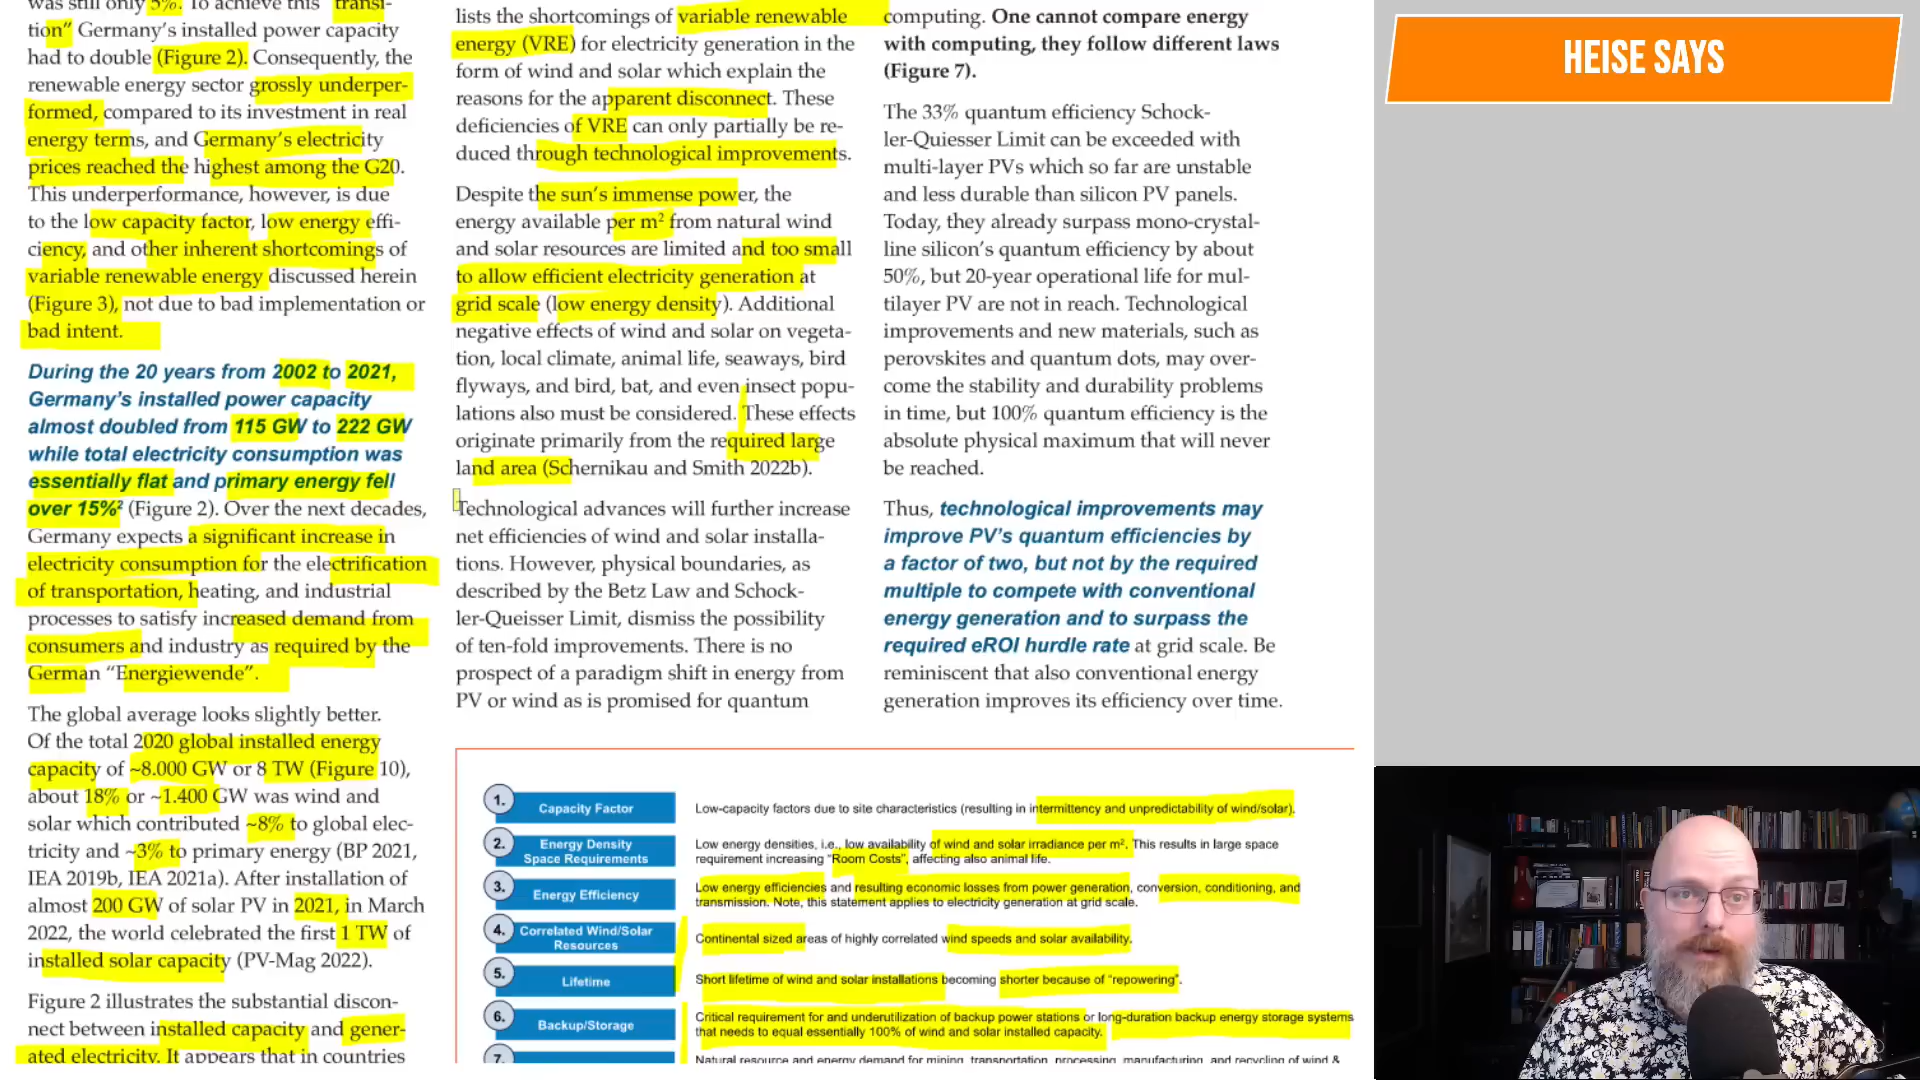 was still only 5%. To achieve this "transi-
tion" Germany's installed power capacity
had to double (Figure 2). Consequently, the
renewable energy sector grossly underper-
formed, compared to its investment in real
energy terms, and Germany's electricity
prices reached the highest among the G20.
This underperformance, however, is due
to the low capacity factor, low energy effi-
ciency, and other inherent shortcomings of
variable renewable energy discussed herein
(Figure 3), not due to bad implementation or
bad intent.
During the 20 years from 2002 to 2021,
Germany's installed power capacity
almost doubled from 115 GW to 222 GW
while total electricity consumption was
essentially flat and primary energy fell
over 15%² (Figure 2). Over the next decades,
Germany expects a significant increase in
electricity consumption for the electrification
of transportation, heating, and industrial
processes to satisfy increased demand from
consumers and industry as required by the
German "Energiewende".
The global average looks slightly better.
Of the total 2020 global installed energy
capacity of ~8.000 GW or 8 TW (Figure 10),
about 18% or ~1.400 GW was wind and
solar which contributed ~8% to global elec-
tricity and ~3% to primary energy (BP 2021,
IEA 2019b, IEA 2021a). After installation of
almost 200 GW of solar PV in 2021, in March
2022, the world celebrated the first 1 TW of
installed solar capacity (PV-Mag 2022).
Figure 2 illustrates the substantial discon-
nect between installed capacity and gener-
ated electricity. It appears that in countries
lists the shortcomings of variable renewable
energy (VRE) for electricity generation in the
form of wind and solar which explain the
reasons for the apparent disconnect. These
deficiencies of VRE can only partially be re-
duced through technological improvements.
Despite the sun's immense power, the
energy available per m² from natural wind
and solar resources are limited and too small
to allow efficient electricity generation at
grid scale (low energy density). Additional
negative effects of wind and solar on vegeta-
tion, local climate, animal life, seaways, bird
flyways, and bird, bat, and even insect popu-
lations also must be considered. These effects
originate primarily from the required large
land area (Schernikau and Smith 2022b).
Technological advances will further increase
net efficiencies of wind and solar installa-
tions. However, physical boundaries, as
described by the Betz Law and Schock-
ler-Queisser Limit, dismiss the possibility
of ten-fold improvements. There is no
prospect of a paradigm shift in energy from
PV or wind as is promised for quantum
computing. One cannot compare energy
with computing, they follow different laws
(Figure 7).
The 33% quantum efficiency Schock-
ler-Quiesser Limit can be exceeded with
multi-layer PVs which so far are unstable
and less durable than silicon PV panels.
Today, they already surpass mono-crystal-
line silicon's quantum efficiency by about
50%, but 20-year operational life for mul-
tilayer PV are not in reach. Technological
improvements and new materials, such as
perovskites and quantum dots, may over-
come the stability and durability problems
in time, but 100% quantum efficiency is the
absolute physical maximum that will never
be reached.
Thus, technological improvements may
improve PV's quantum efficiencies by
a factor of two, but not by the required
multiple to compete with conventional
energy generation and to surpass the
required eROI hurdle rate at grid scale. Be
reminiscent that also conventional energy
generation improves its efficiency over time.
1. Capacity Factor
Low-capacity factors due to site characteristics (resulting in intermittency and unpredictability of wind/solar).
2. Energy Density
Space Requirements
Low energy densities, i.e., low availability of wind and solar irradiance per m². This results in large space
requirement increasing "Room Costs", affecting also animal life.
3. Energy Efficiency
Low energy efficiencies and resulting economic losses from power generation, conversion, conditioning, and
transmission. Note, this statement applies to electricity generation at grid scale.
4. Correlated Wind/Solar
Resources
Continental sized areas of highly correlated wind speeds and solar availability.
5. Lifetime
Short lifetime of wind and solar installations becoming shorter because of "repowering".
6. Backup/Storage
Critical requirement for and underutilization of backup power stations or long-duration backup energy storage systems
that needs to equal essentially 100% of wind and solar installed capacity.
7.
Natural resource and energy demand for mining, transportation, processing, manufacturing, and recycling of wind &
HEISE SAYS